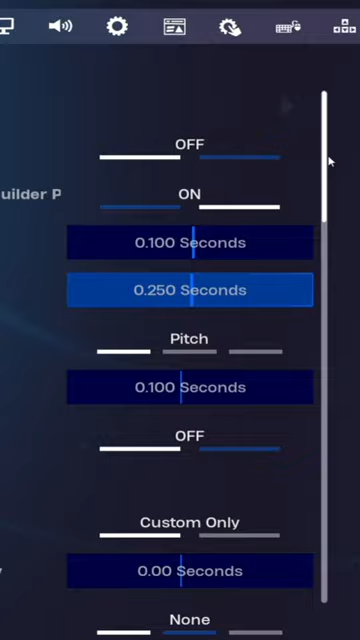 OFF
uilder P
ON
0.100 Seconds
0.250 Seconds
Pitch
0.100 Seconds
OFF
Custom Only
0.00 Seconds
None